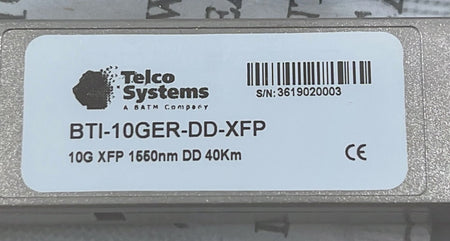 Telco
Systems
A BATM Company
S/N:3619020003
BTI-10GER-DD-XFP
10G XFP 1550nm DD 40Km
CE